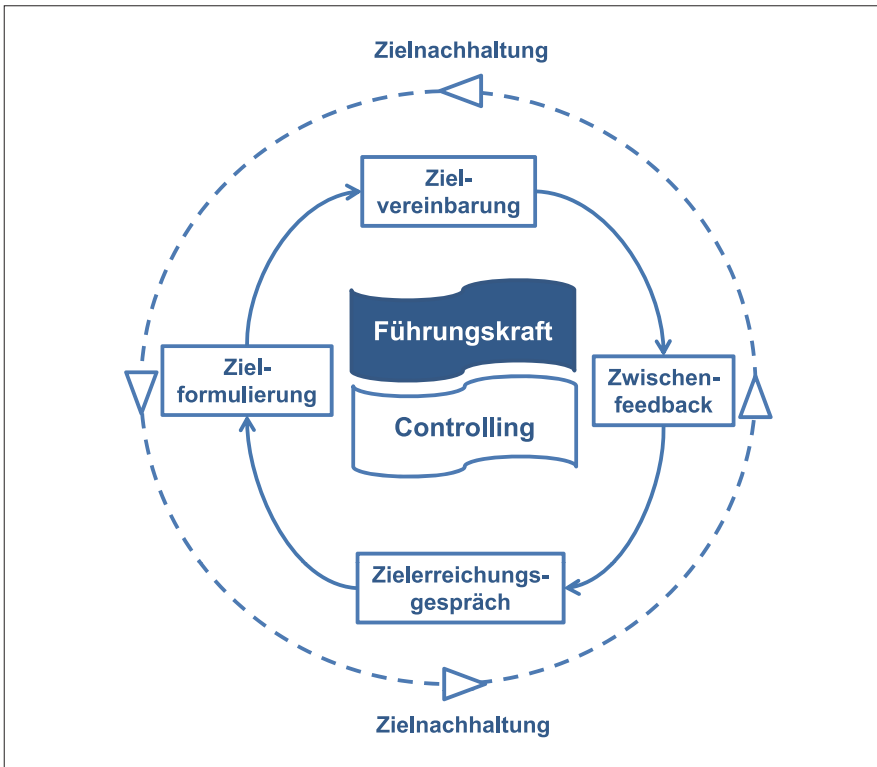 Zielnachhaltung
Ziel-
vereinbarung
Führungskraft
Ziel-
formulierung
Zwischen-
feedback
Controlling
Zielerreichungs-
gespräch
Zielnachhaltung